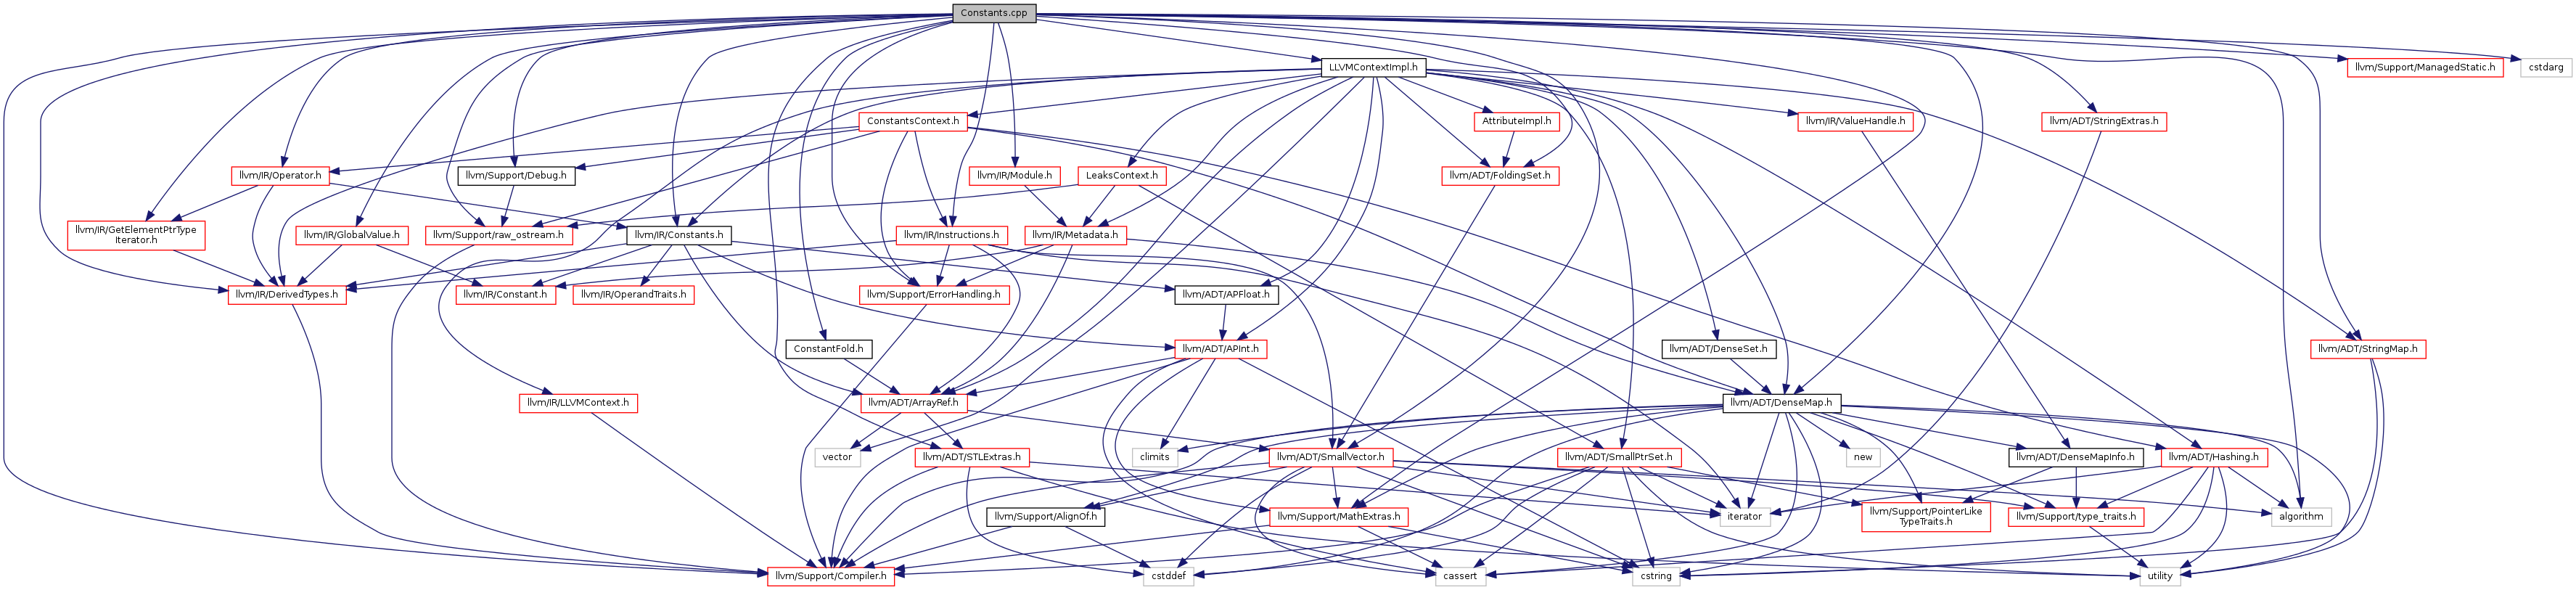 Constants.cpp
LLVMContextImpl.h
llvm/Support/ManagedStatic.h
cstdarg
ConstantsContext.h
AttributeImpl.h
llvm/IR/ValueHandle.h
llvm/ADT/StringExtras.h
llvm/IR/Operator.h
llvm/Support/Debug.h
llvm/IR/Module.h
LeaksContext.h
llvm/ADT/FoldingSet.h
llvm/IR/GetElementPtrType
Iterator.h
llvm/IR/GlobalValue.h
llvm/Support/raw_ostream.h
llvm/IR/Constants.h
llvm/IR/Instructions.h
llvm/IR/Metadata.h
llvm/IR/DerivedTypes.h
llvm/IR/Constant.h
llvm/IR/OperandTraits.h
llvm/Support/ErrorHandling.h
llvm/ADT/APFloat.h
ConstantFold.h
llvm/ADT/APInt.h
llvm/ADT/DenseSet.h
llvm/ADT/StringMap.h
llvm/IR/LLVMContext.h
llvm/ADT/ArrayRef.h
llvm/ADT/DenseMap.h
vector
llvm/ADT/STLExtras.h
climits
llvm/ADT/SmallVector.h
llvm/ADT/SmallPtrSet.h
new
llvm/ADT/DenseMapInfo.h
llvm/ADT/Hashing.h
llvm/Support/AlignOf.h
llvm/Support/MathExtras.h
iterator
llvm/Support/PointerLike
TypeTraits.h
llvm/Support/type_traits.h
algorithm
llvm/Support/Compiler.h
cstddef
cassert
cstring
utility